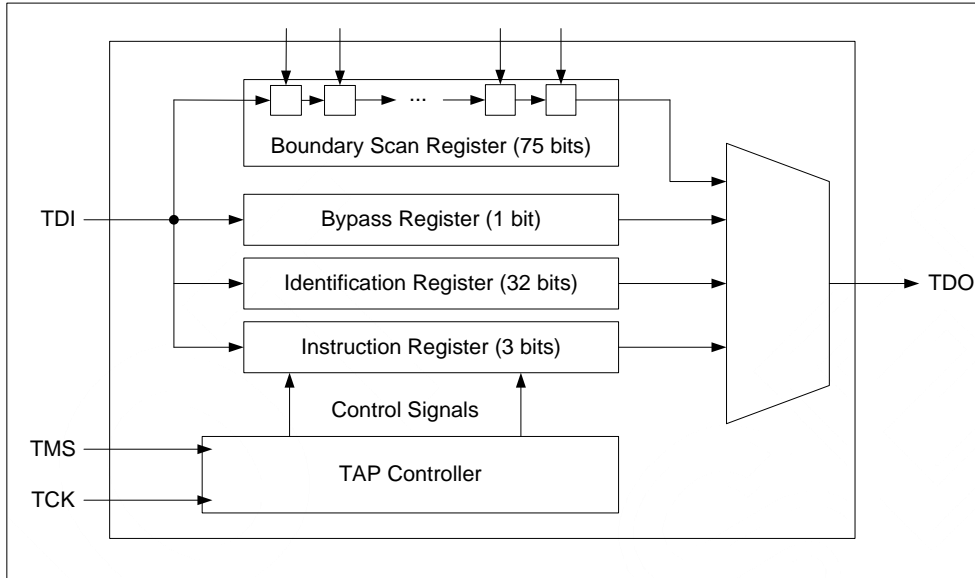 ...
Boundary Scan Register (75 bits)
TDI
Bypass Register (1 bit)
Identification Register (32 bits)
TDO
Instruction Register (3 bits)
Control Signals
TMS
TAP Controller
TCK